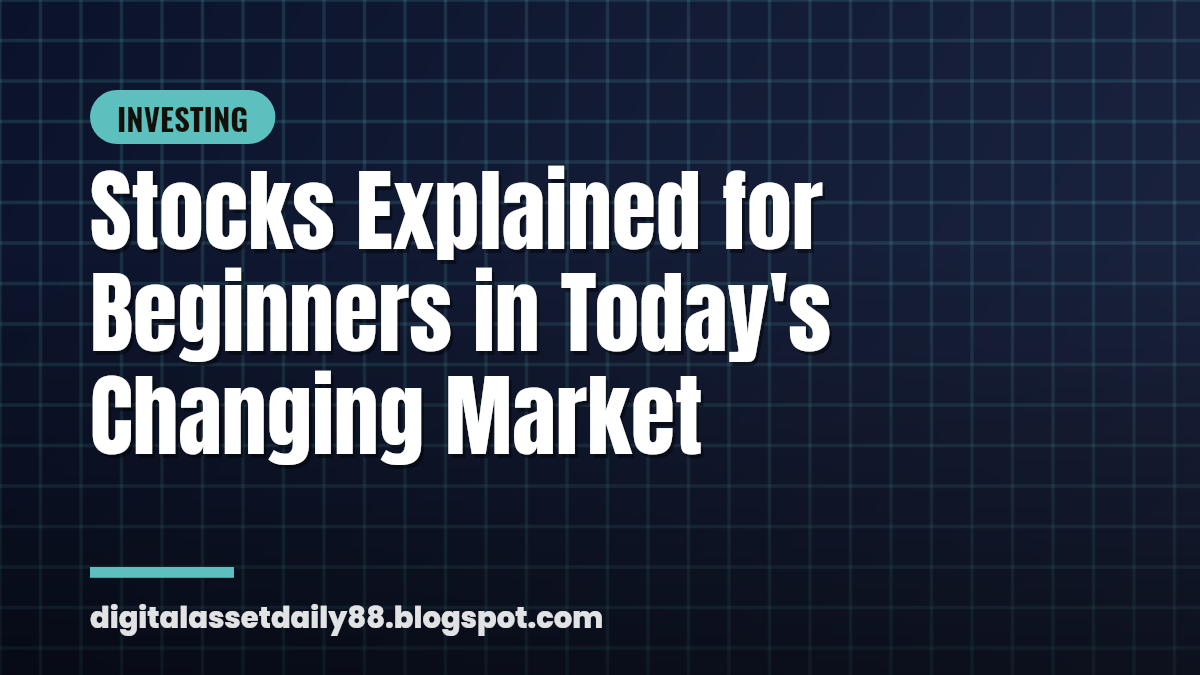 INVESTING
Stocks Explained for
Beginners in Today's
Changing Market
digitalassetdaily88.blogspot.com